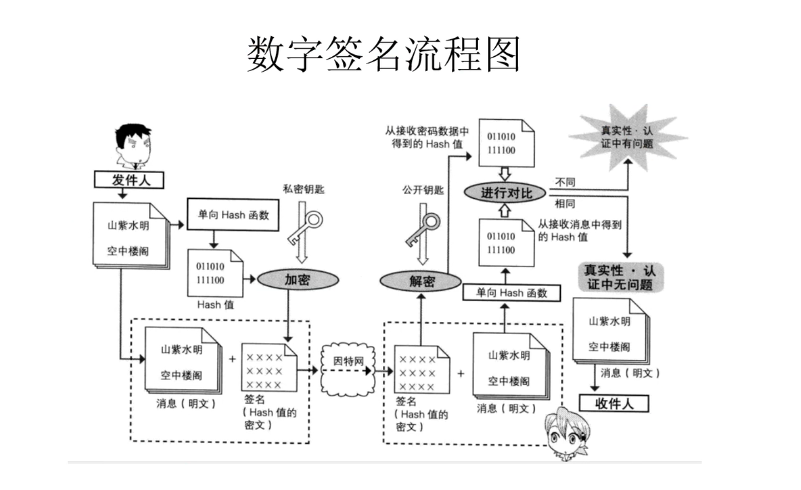 数字签名流程图
发件人
山紫水明
空中楼阁
单向 Hash 函数
011010
111100
Hash 值
私密钥匙
加密
山紫水明
空中楼阁
消息（明文）
+
××××
××××
××××
签名
（Hash 值的
密文）
因特网
××××
××××
××××
签名
（Hash 值的
密文）
+
山紫水明
空中楼阁
消息（明文）
公开钥匙
解密
从接收密码数据中
得到的 Hash 值
011010
111100
进行对比
011010
111100
从接收消息中得到
的 Hash 值
单向 Hash 函数
不同
相同
真实性·认
证中有问题
真实性·认
证中无问题
山紫水明
空中楼阁
消息（明文）
收件人